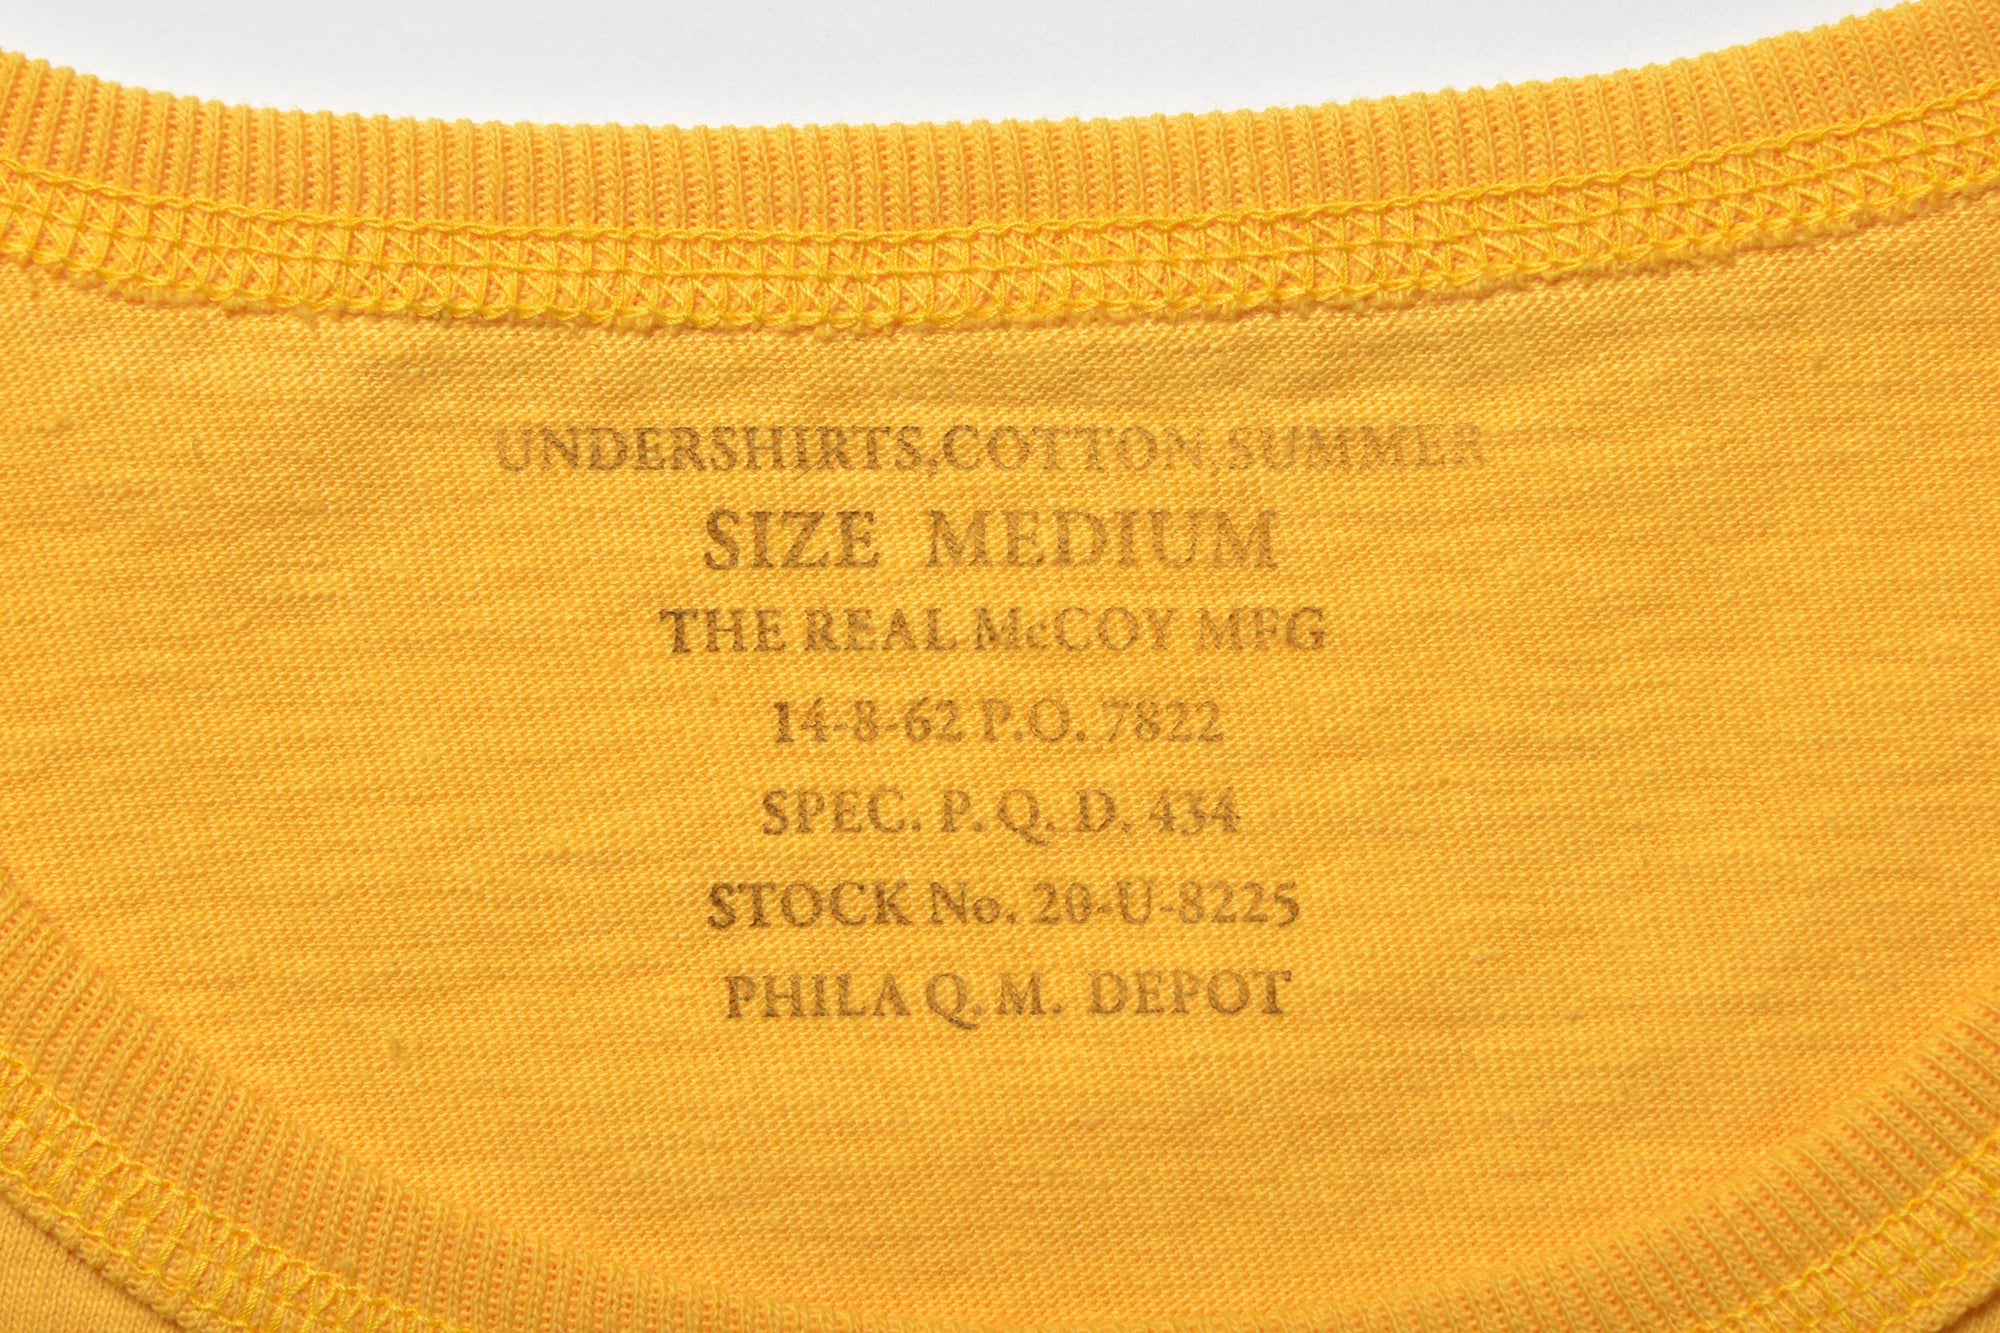 UNDERSHIRTS,COTTON,SUMMER
SIZE MEDIUM
THE REAL McCOY MFG
14-8-62 P.O. 7822
SPEC. P. Q. D. 434
STOCK No. 20-U-8225
PHILA Q. M. DEPOT